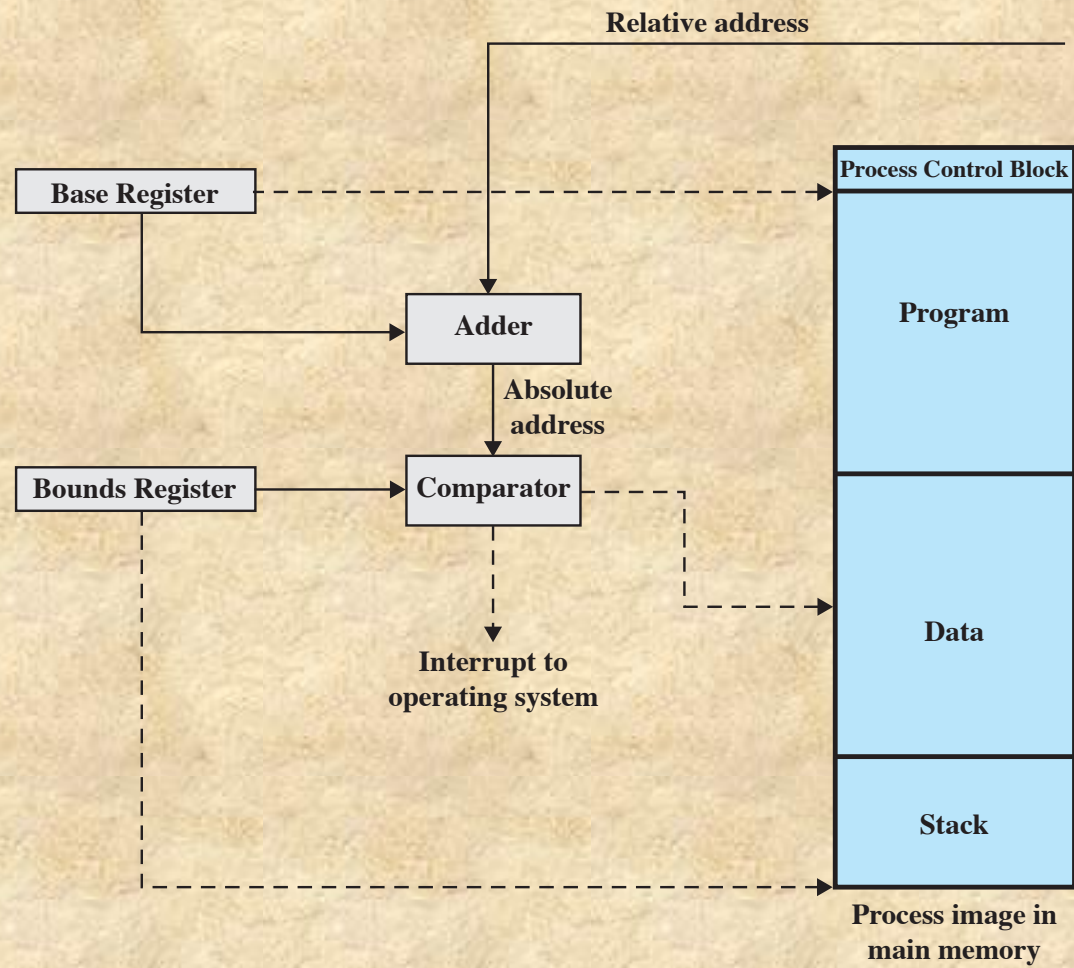 Relative address
Process Control Block
Base Register
Program
Adder
Absolute
address
Bounds Register
Comparator
Data
Interrupt to
operating system
Stack
Process image in
main memory